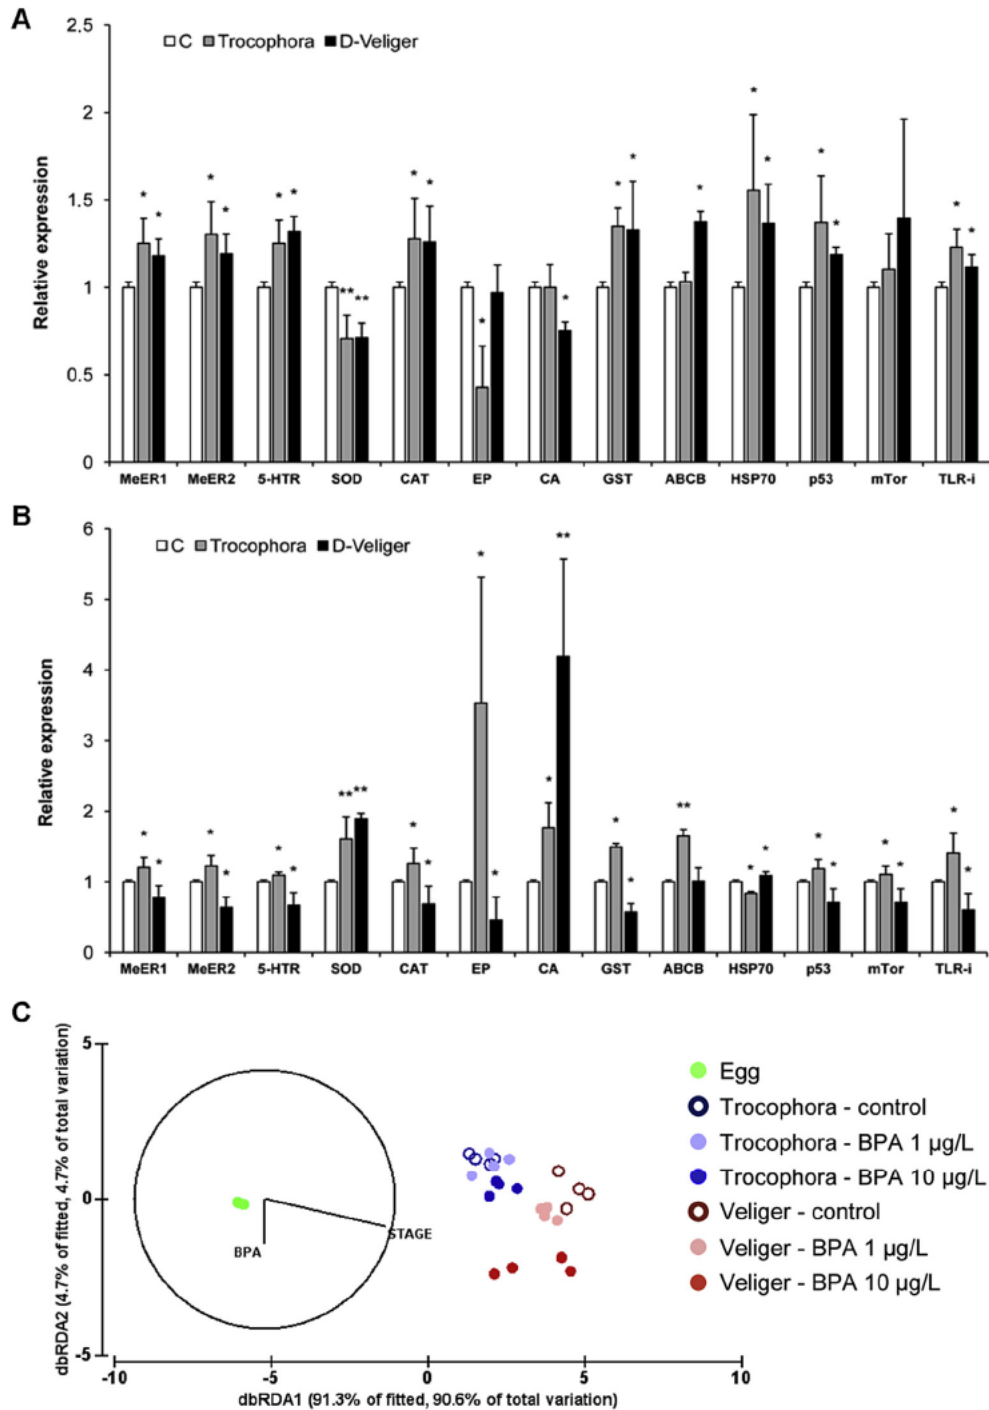 A
2.5
C Trocophora D-Veliger
2
1.5
1
0.5
0
Relative expression
* * * * * * ** ** * * * * * * * * * * * * *
MeER1 MeER2 5-HTR SOD CAT EP CA GST ABCB HSP70 p53 mTor TLR-i
B
6
C Trocophora D-Veliger
5
4
3
2
1
0
Relative expression
* * * * * * ** ** * * * * * ** * * ** * * * * * * * *
MeER1 MeER2 5-HTR SOD CAT EP CA GST ABCB HSP70 p53 mTor TLR-i
C
5
0
-5
dbRDA2 (4.7% of fitted, 4.7% of total variation)
BPA
STAGE
Egg
Trocophora - control
Trocophora - BPA 1 µg/L
Trocophora - BPA 10 µg/L
Veliger - control
Veliger - BPA 1 µg/L
Veliger - BPA 10 µg/L
-10 -5 0 5 10
dbRDA1 (91.3% of fitted, 90.6% of total variation)